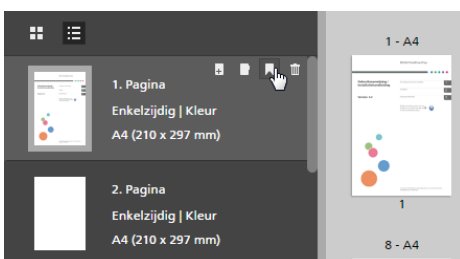 1. Pagina
Enkelzijdig | Kleur
A4 (210 x 297 mm)
2. Pagina
Enkelzijdig | Kleur
A4 (210 x 297 mm)
1 - A4
1
8 - A4